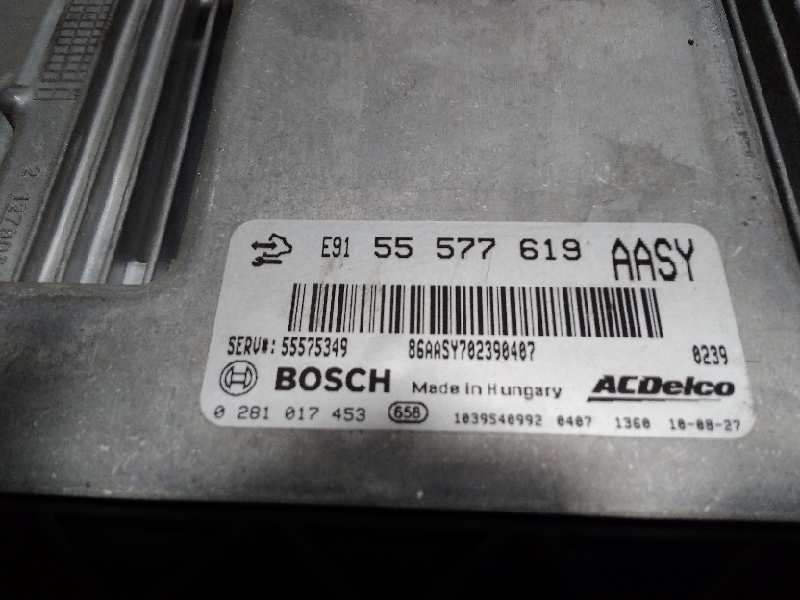 E91 55 577 619 AASY
SERV#: 55575349 86AASY702390407 0239
BOSCH Made in Hungary ACDelco
0 281 017 453 658 1039S40992 0407 1360 10-08-27